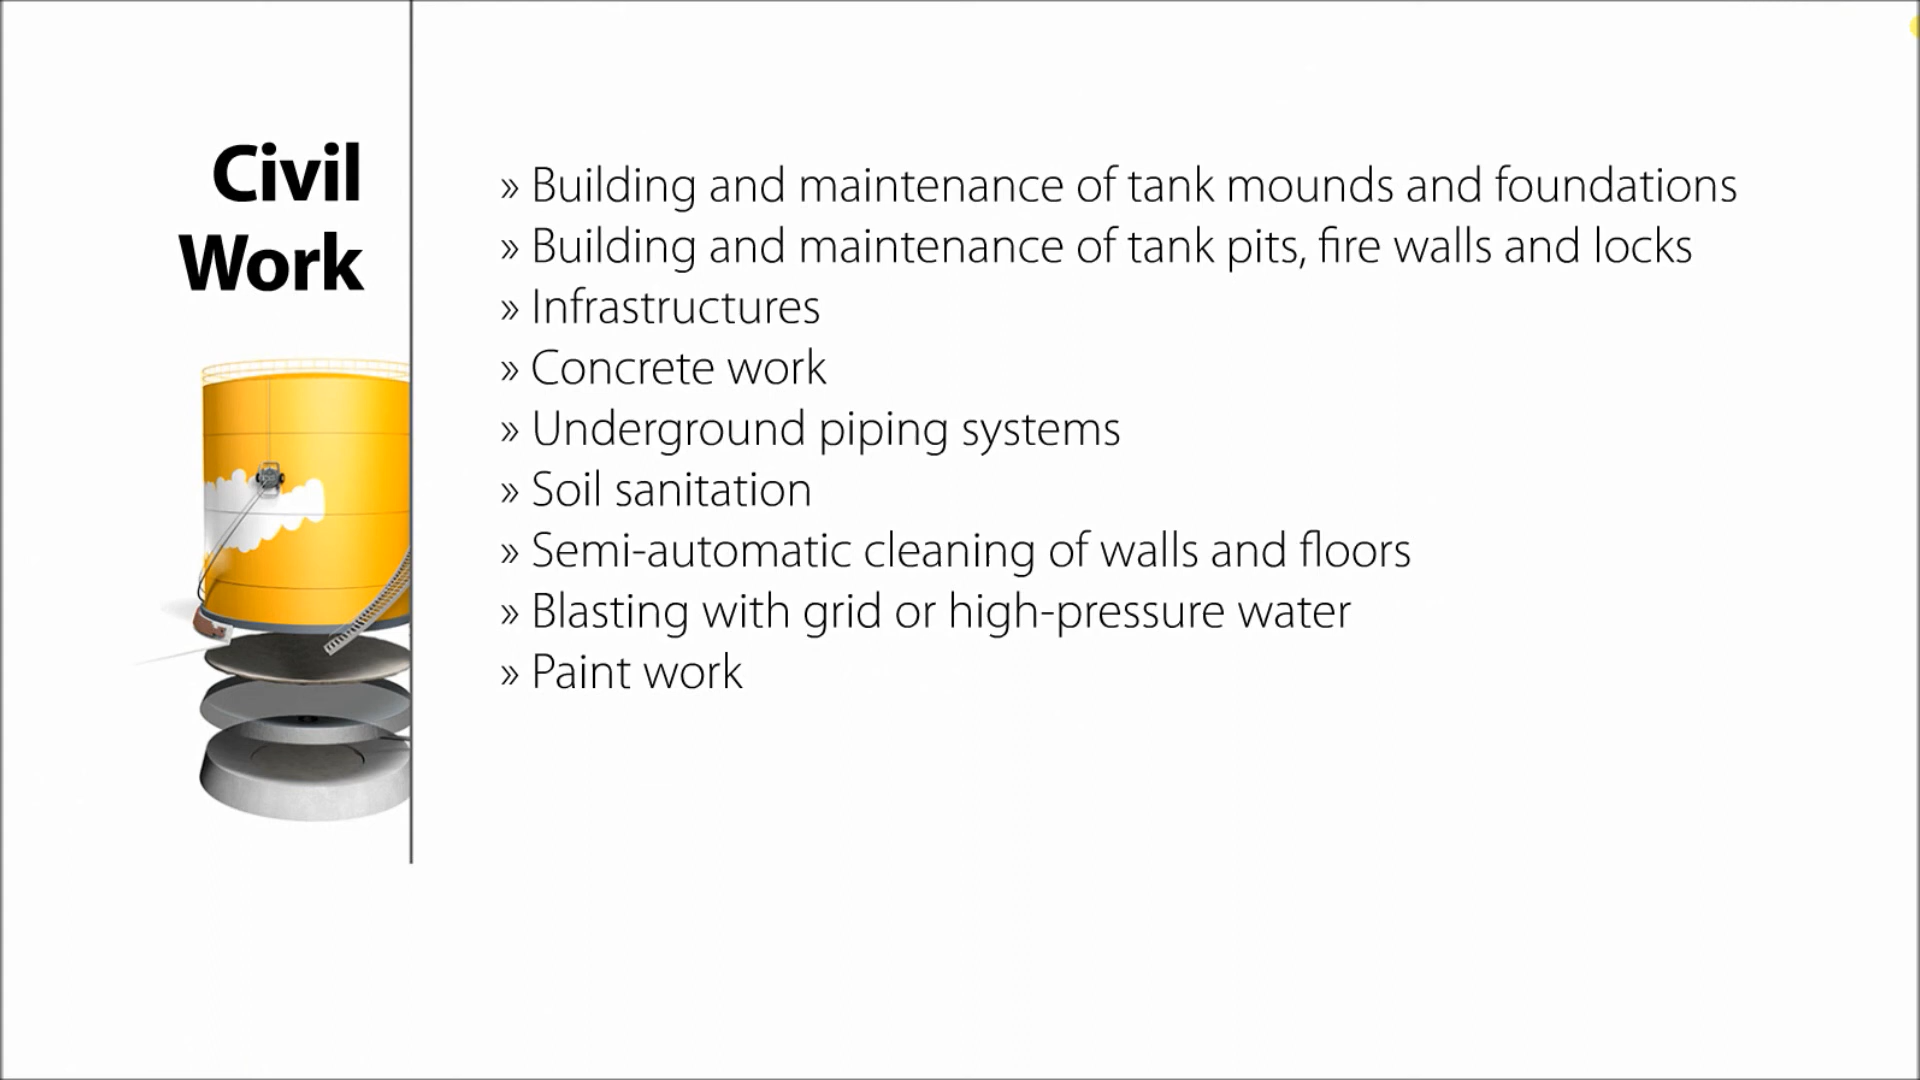 Civil
Work
» Building and maintenance of tank mounds and foundations
» Building and maintenance of tank pits, fire walls and locks
» Infrastructures
» Concrete work
» Underground piping systems
» Soil sanitation
» Semi-automatic cleaning of walls and floors
» Blasting with grid or high-pressure water
» Paint work